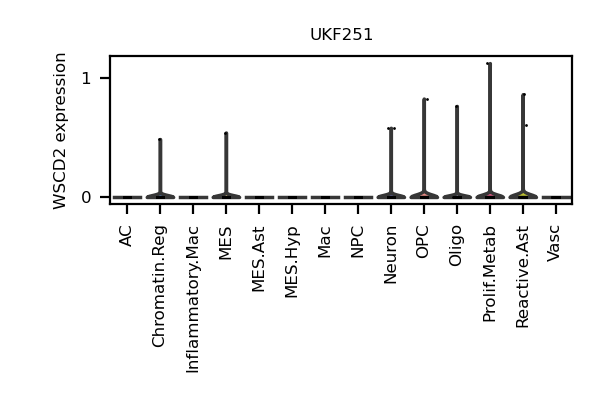 UKF251
WSCD2 expression
1
0
AC
Chromatin.Reg
Inflammatory.Mac
MES
MES.Ast
MES.Hyp
Mac
NPC
Neuron
OPC
Oligo
Prolif.Metab
Reactive.Ast
Vasc